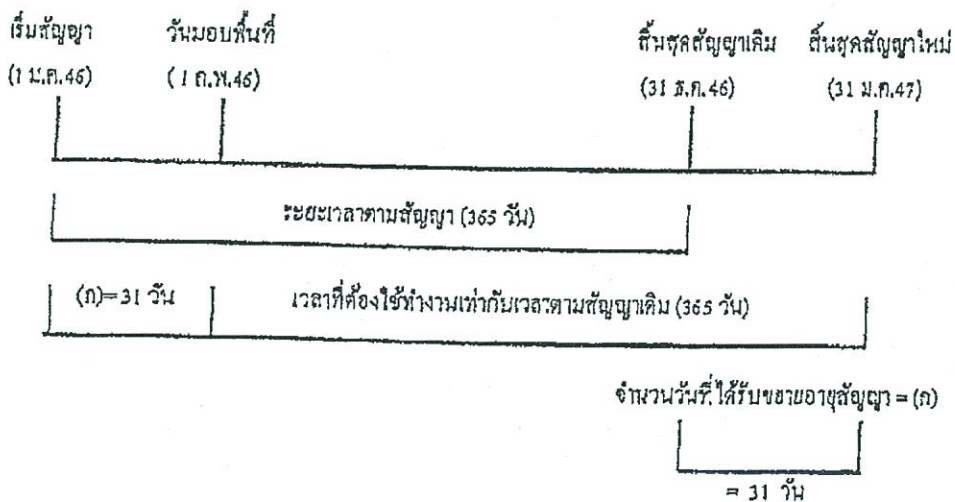 เริ่มสัญญา วันมอบพื้นที่ สิ้นสุดสัญญาเดิม สิ้นสุดสัญญาใหม่
(1 ม.ค.46) (1 ก.พ.46) (31 ธ.ค.46) (31 ม.ค.47)
ระยะเวลาตามสัญญา (365 วัน)
(ก)=31 วัน เวลาที่ต้องใช้ทำงานเท่ากับเวลาตามสัญญาเดิม (365 วัน)
จำนวนวันที่ได้รับขยายอายุสัญญา = (ก)
= 31 วัน